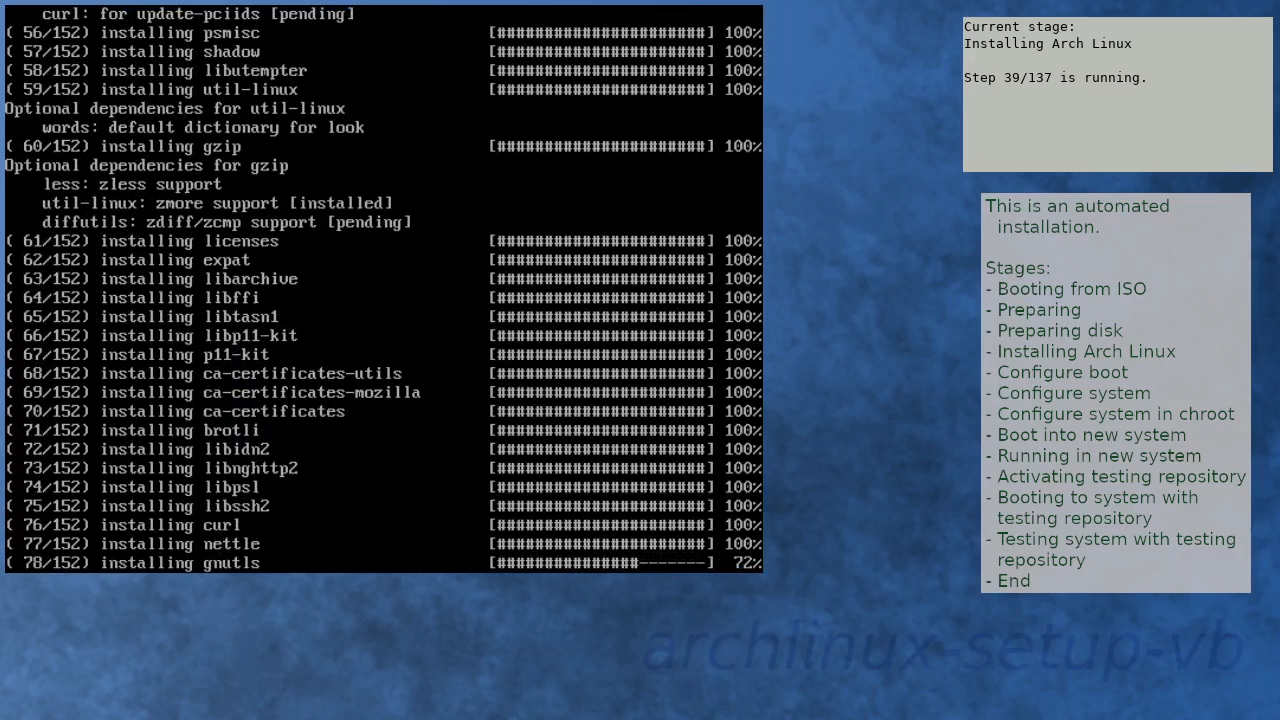 curl: for update-pciids [pending]
( 56/152) installing psmisc [######################] 100%
( 57/152) installing shadow [######################] 100%
( 58/152) installing libutempter [######################] 100%
( 59/152) installing util-linux [######################] 100%
Optional dependencies for util-linux
    words: default dictionary for look
( 60/152) installing gzip [######################] 100%
Optional dependencies for gzip
    less: zless support
    util-linux: zmore support [installed]
    diffutils: zdiff/zcmp support [pending]
( 61/152) installing licenses [######################] 100%
( 62/152) installing expat [######################] 100%
( 63/152) installing libarchive [######################] 100%
( 64/152) installing libffi [######################] 100%
( 65/152) installing libtasn1 [######################] 100%
( 66/152) installing libp11-kit [######################] 100%
( 67/152) installing p11-kit [######################] 100%
( 68/152) installing ca-certificates-utils [######################] 100%
( 69/152) installing ca-certificates-mozilla [######################] 100%
( 70/152) installing ca-certificates [######################] 100%
( 71/152) installing brotli [######################] 100%
( 72/152) installing libidn2 [######################] 100%
( 73/152) installing libnghttp2 [######################] 100%
( 74/152) installing libpsl [######################] 100%
( 75/152) installing libssh2 [######################] 100%
( 76/152) installing curl [######################] 100%
( 77/152) installing nettle [######################] 100%
( 78/152) installing gnutls [###############-------] 72%
Current stage:
Installing Arch Linux
Step 39/137 is running.
This is an automated
installation.
Stages:
- Booting from ISO
- Preparing
- Preparing disk
- Installing Arch Linux
- Configure boot
- Configure system
- Configure system in chroot
- Boot into new system
- Running in new system
- Activating testing repository
- Booting to system with
testing repository
- Testing system with testing
repository
- End
archlinux-setup-vb